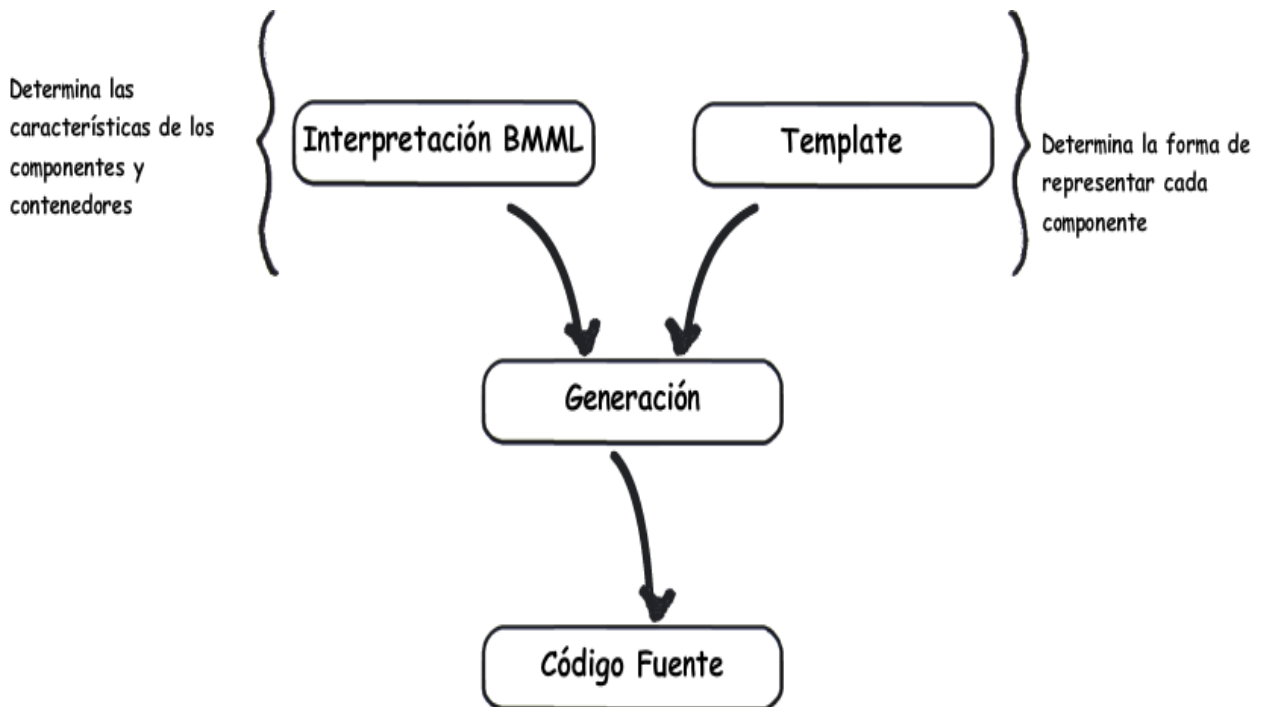 Determina las
características de los
componentes y
contenedores
Interpretación BMML
Template
Determina la forma de
representar cada
componente
Generación
Código Fuente